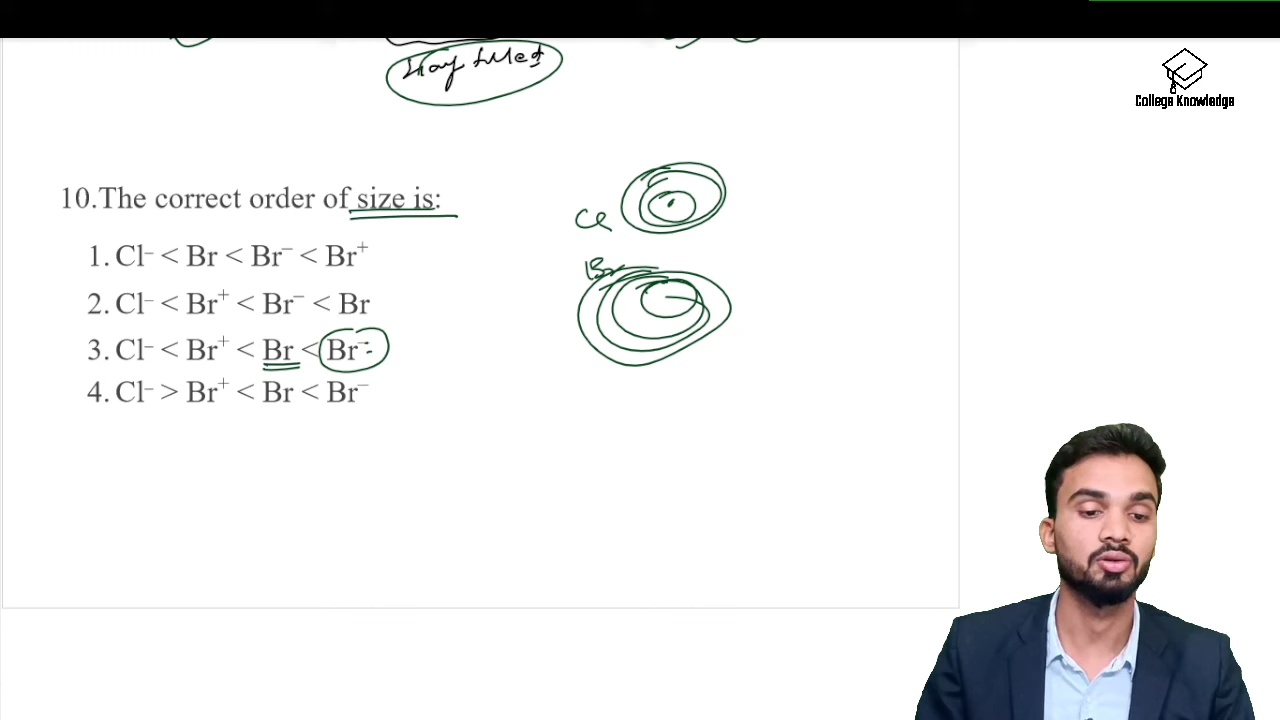 filled
College Knowledge
10.The correct order of size is:
Cl
1. Cl⁻ < Br < Br⁻ < Br⁺
Br
2. Cl⁻ < Br⁺ < Br⁻ < Br
3. Cl⁻ < Br⁺ < Br < Br⁻
4. Cl⁻ > Br⁺ < Br < Br⁻